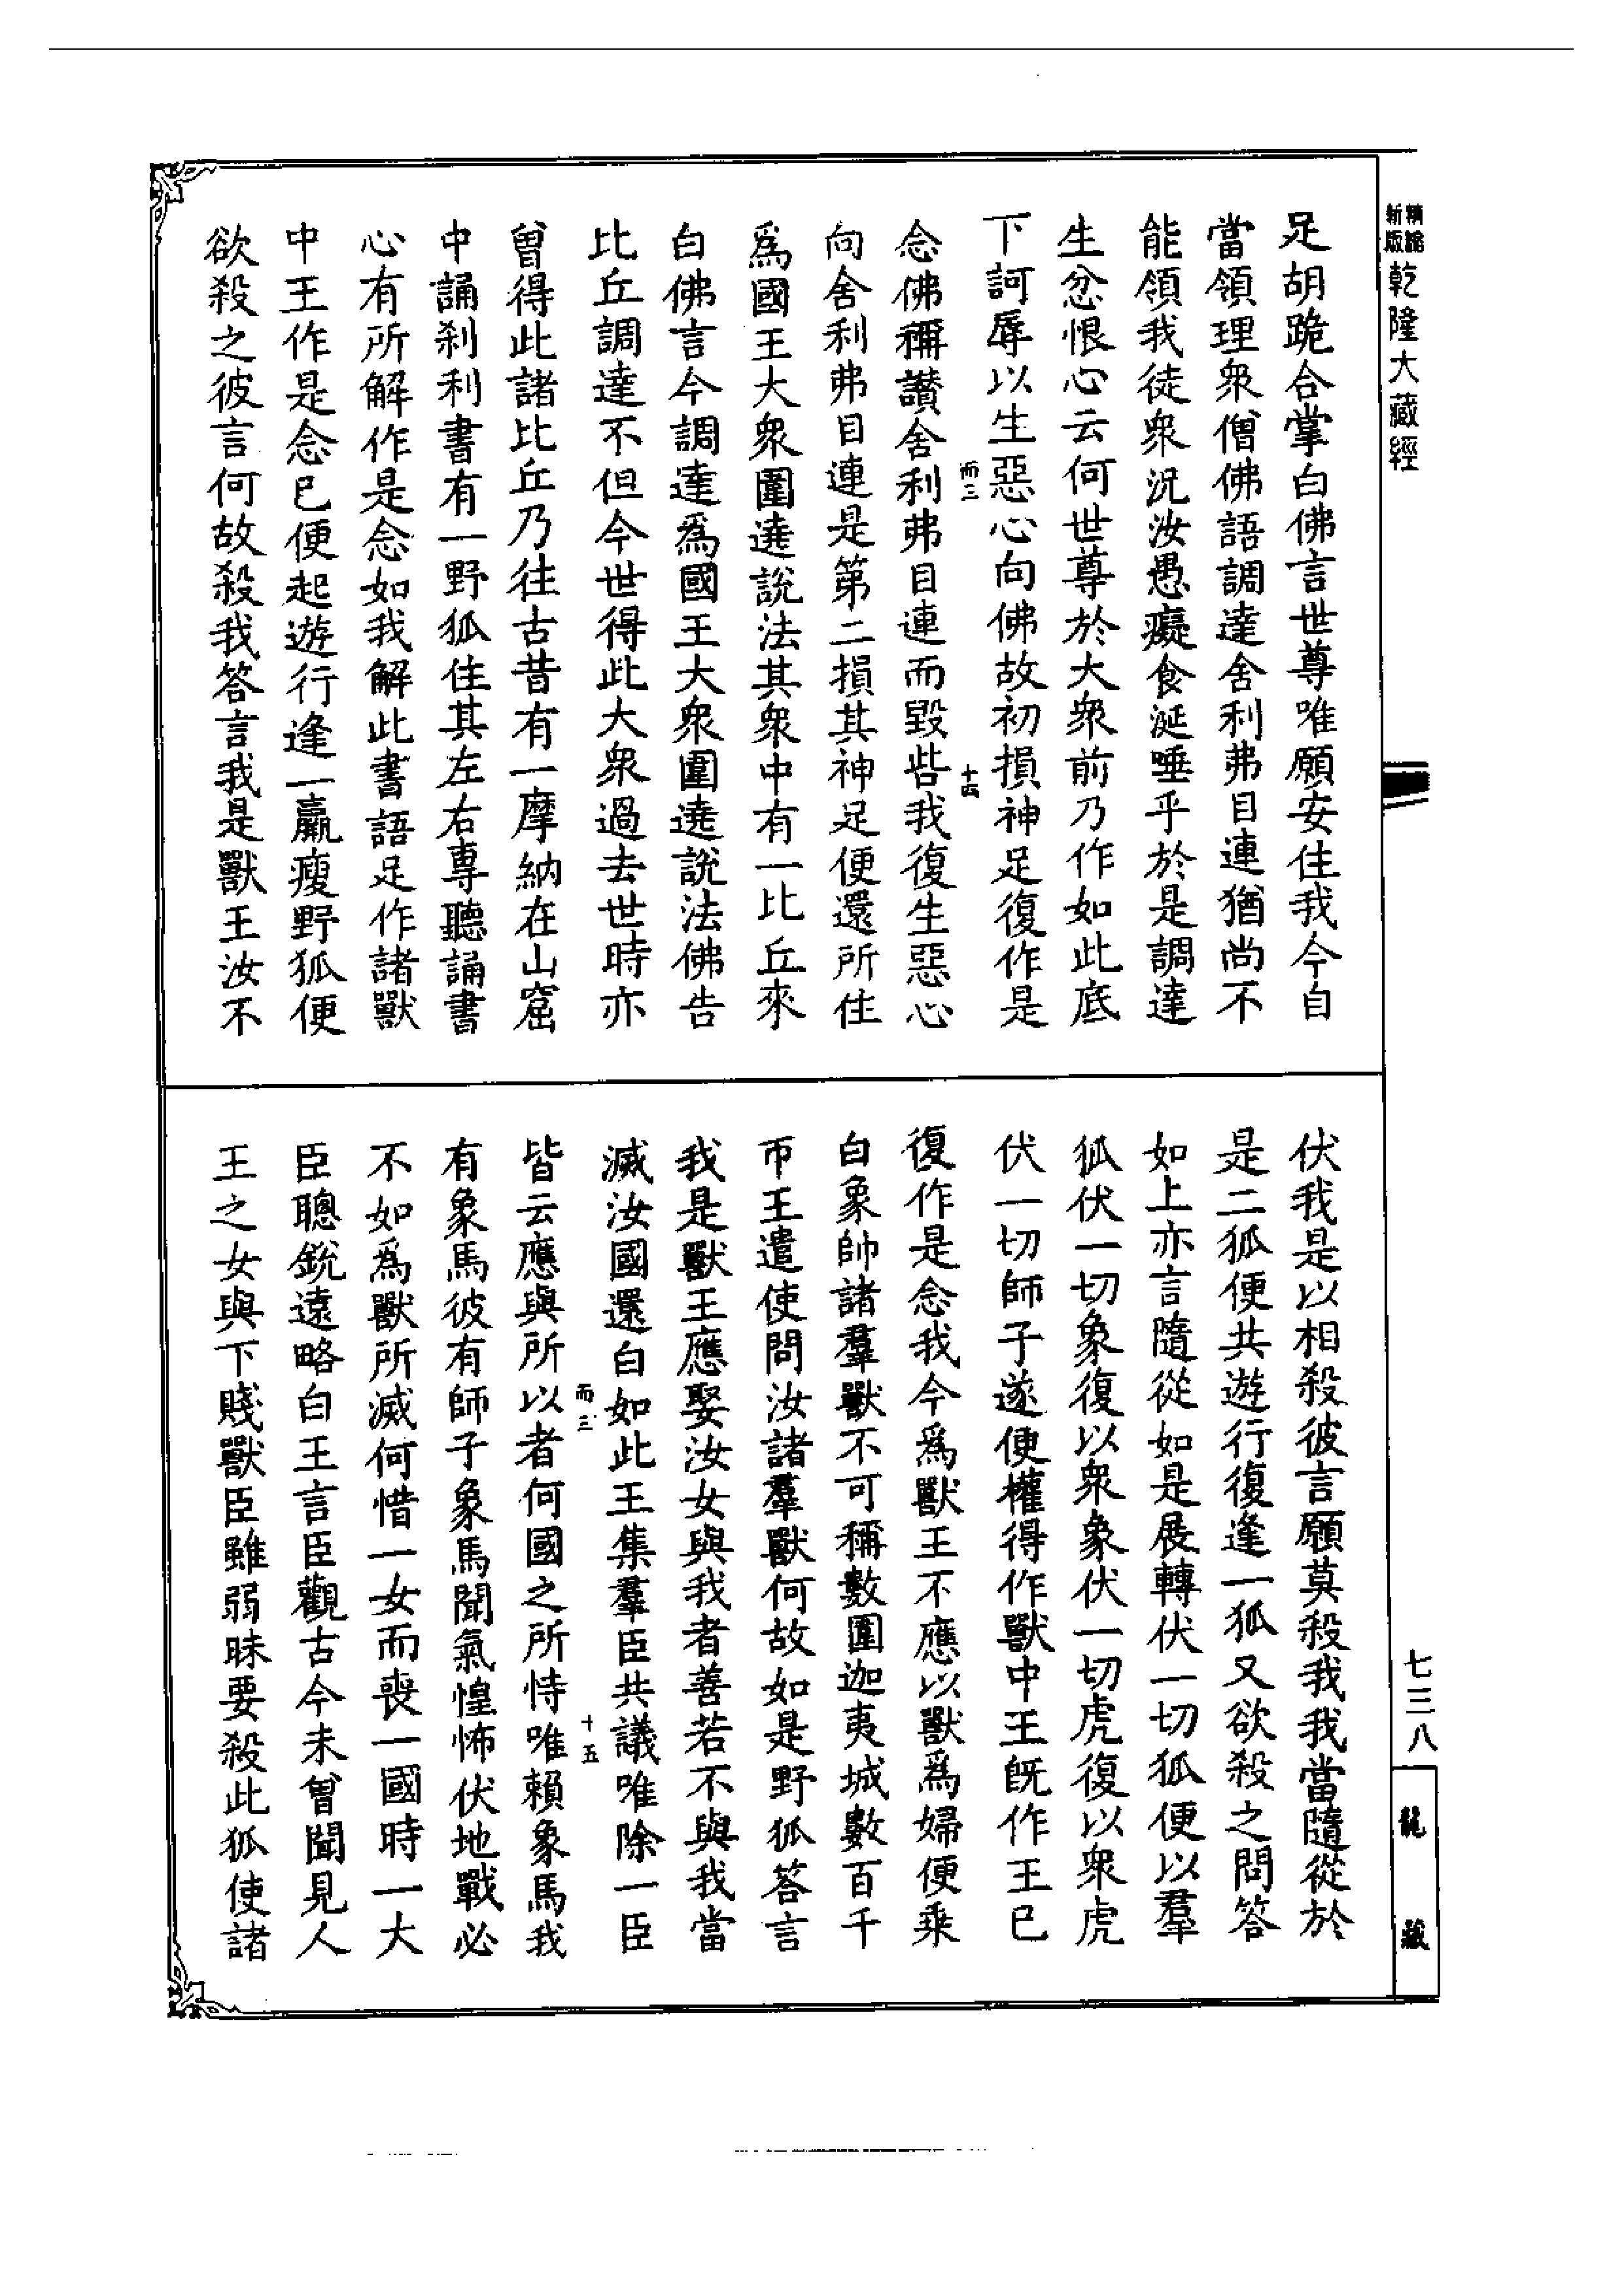 精縮
新版
乾隆大藏經
足胡跪合掌白佛言世尊唯願安住我今自
當領理衆僧佛語調達舍利弗目連猶尚不
能領我徒衆況汝愚癡食涎唾乎於是調達
生忿恨心云何世尊於大衆前乃作如此底
下訶辱以生惡心向佛故初損神足復作是
而三
十四
念佛稱讚舍利弗目連而毀呰我復生惡心
向舍利弗目連是第二損其神足便還所住
爲國王大衆圍遶說法其衆中有一比丘來
白佛言今調達爲國王大衆圍遶說法佛告
比丘調達不但今世得此大衆過去世時亦
曾得此諸比丘乃往古昔有一摩納在山窟
中誦刹利書有一野狐住其左右專聽誦書
心有所解作是念如我解此書語足作諸獸
中王作是念已便起遊行逢一羸瘦野狐便
欲殺之彼言何故殺我答言我是獸王汝不
伏我是以相殺彼言願莫殺我我當隨從於
是二狐便共遊行復逢一狐又欲殺之問答
如上亦言隨從如是展轉伏一切狐便以羣
狐伏一切象復以衆象伏一切虎復以衆虎
伏一切師子遂便權得作獸中王旣作王已
復作是念我今爲獸王不應以獸爲婦便乘
白象帥諸羣獸不可稱數圍迦夷城數百千
帀王遣使問汝諸羣獸何故如是野狐答言
我是獸王應娶汝女與我者善若不與我當
滅汝國還白如此王集羣臣共議唯除一臣
而三
十五
皆云應與所以者何國之所恃唯賴象馬我
有象馬彼有師子象馬聞氣惶怖伏地戰必
不如爲獸所滅何惜一女而喪一國時一大
臣聰銳遠略白王言臣觀古今未曾聞見人
王之女與下賤獸臣雖弱昧要殺此狐使諸
七三八
龍藏